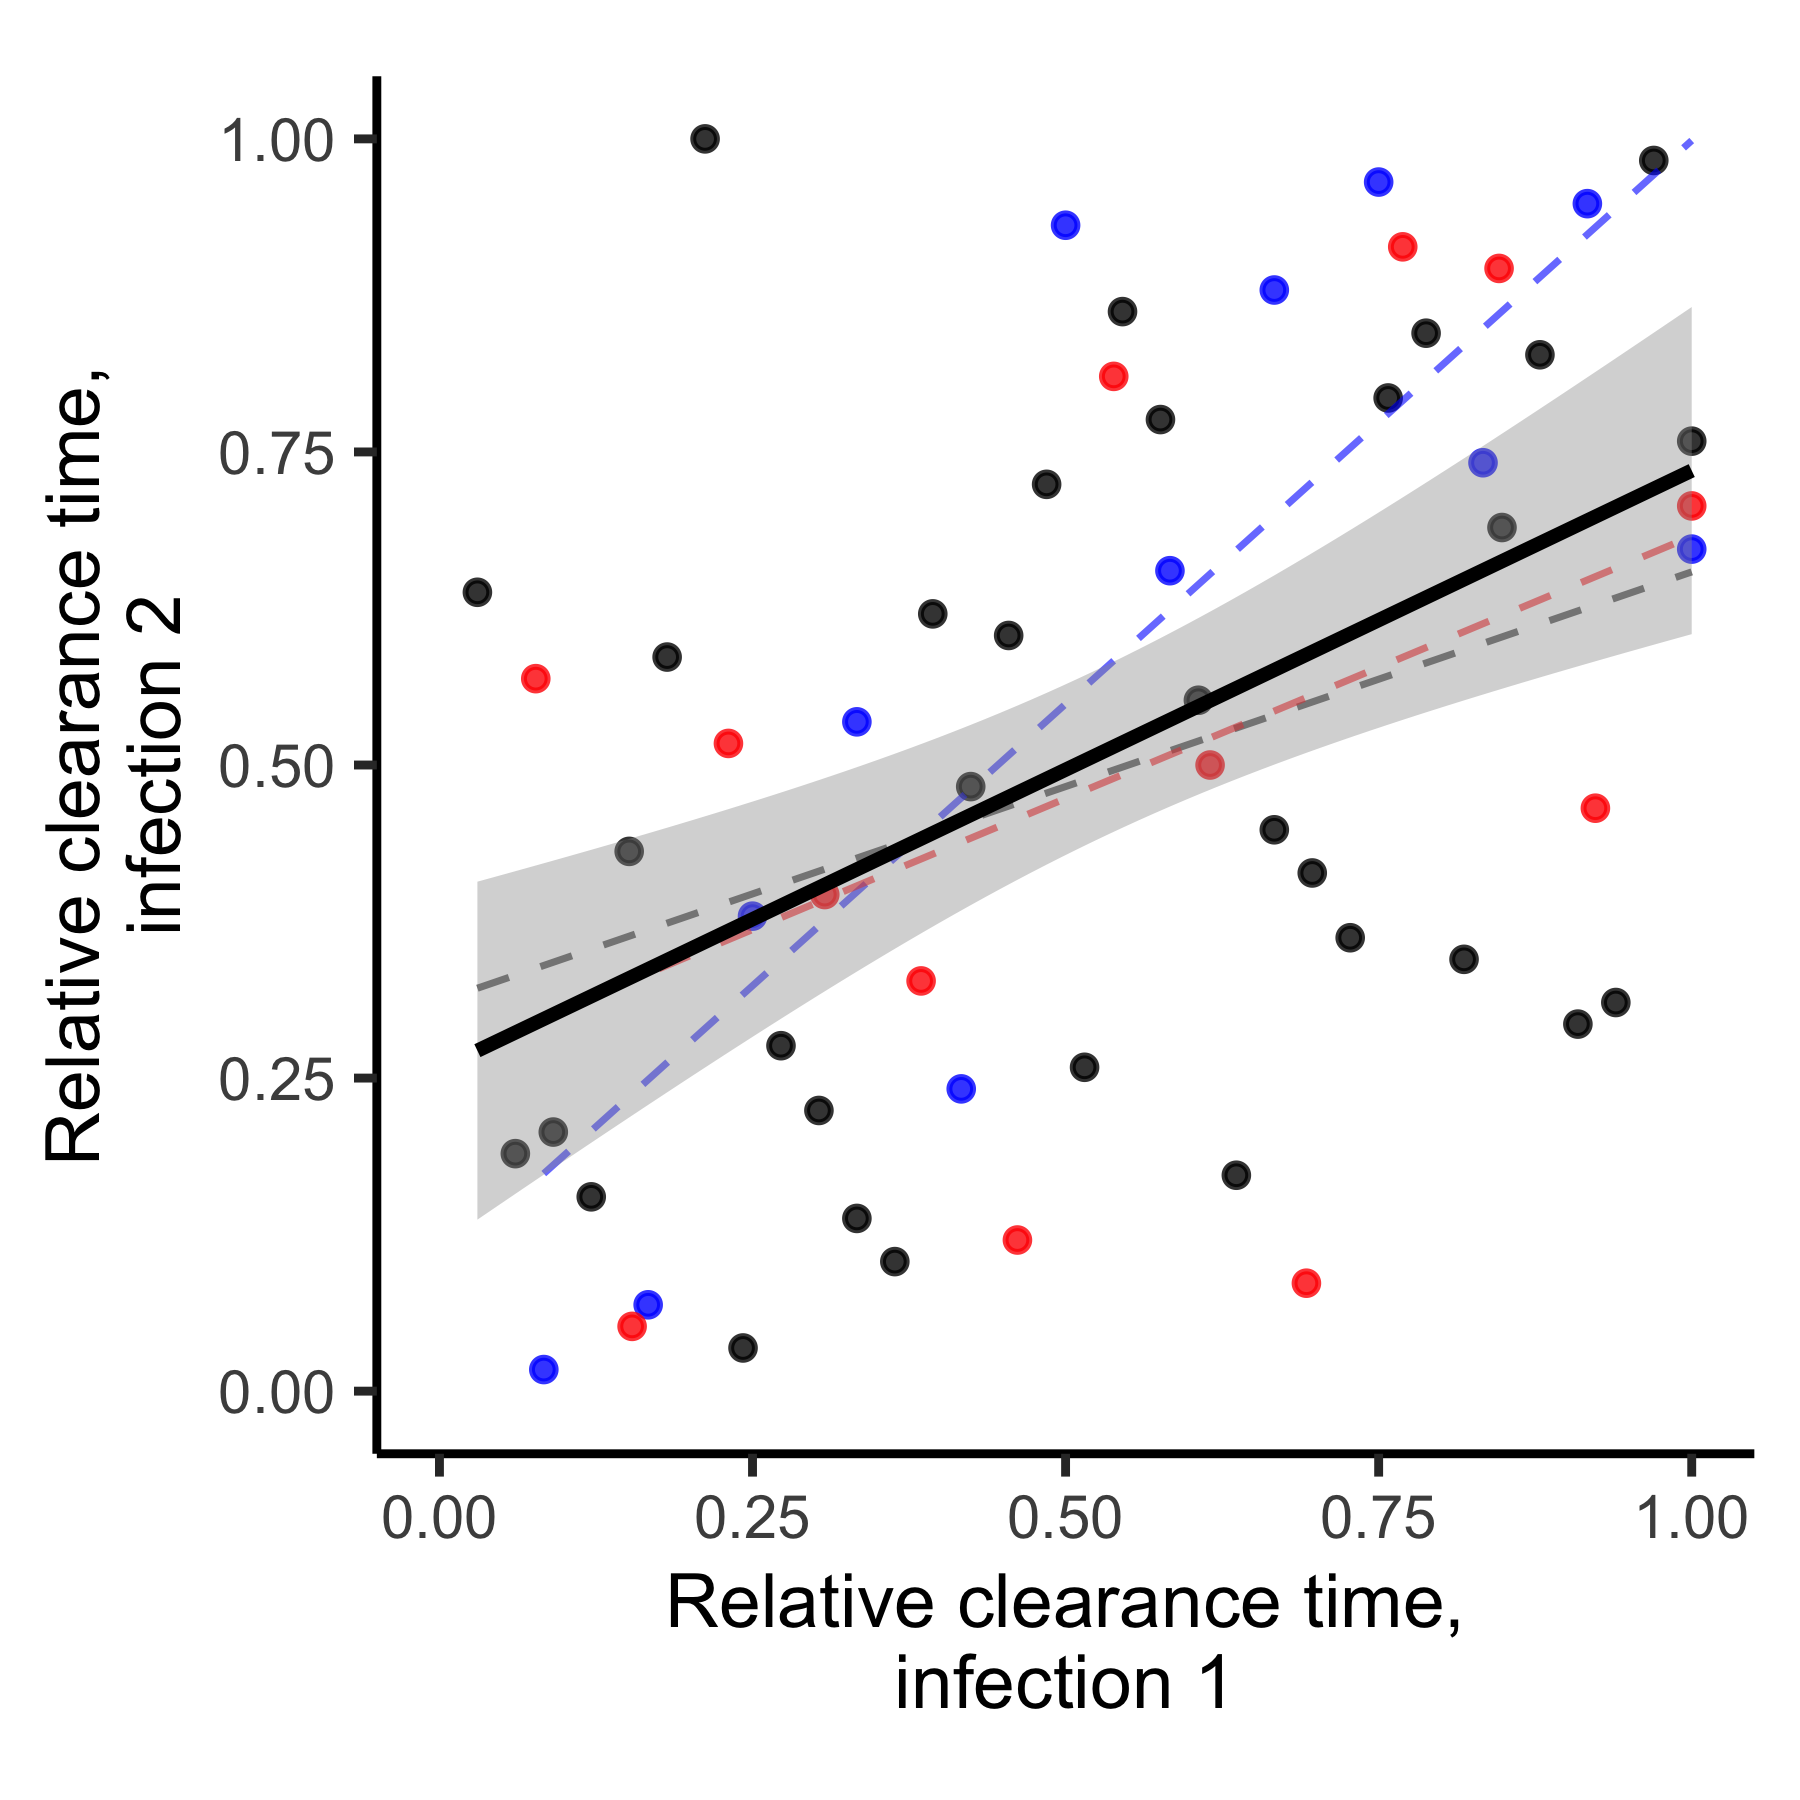 Relative clearance time,
infection 2
1.00
0.75
0.50
0.25
0.00
0.00 0.25 0.50 0.75 1.00
Relative clearance time,
infection 1